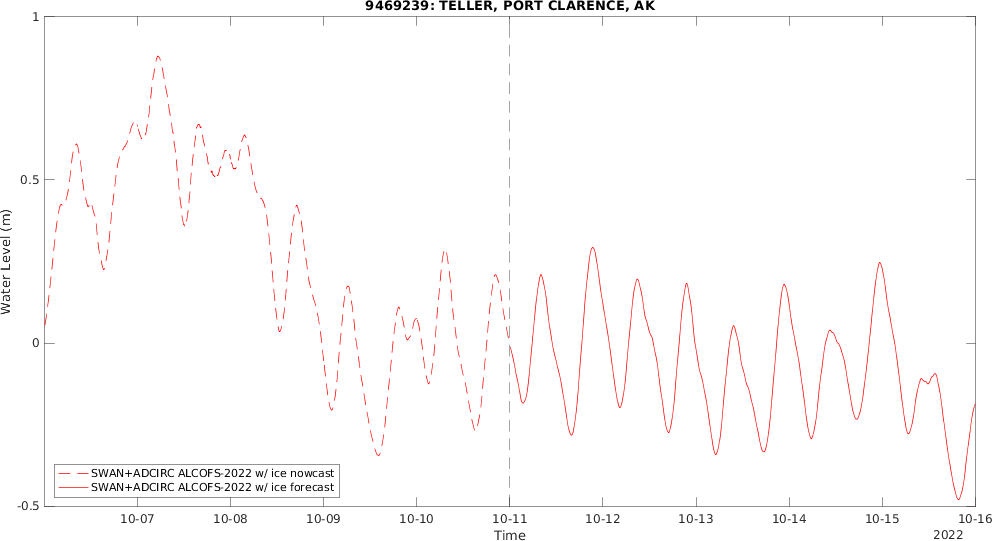 9469239: TELLER, PORT CLARENCE, AK
1
0.5
0
-0.5
Water Level (m)
SWAN+ADCIRC ALCOFS-2022 w/ ice nowcast
SWAN+ADCIRC ALCOFS-2022 w/ ice forecast
10-07 10-08 10-09 10-10 10-11 10-12 10-13 10-14 10-15 10-16
Time
2022